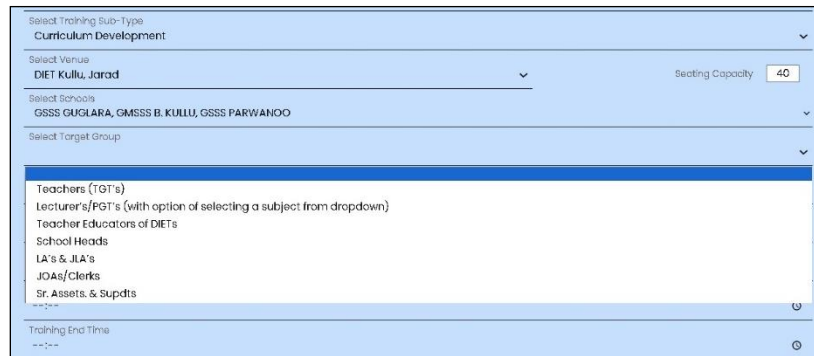 Select Training Sub-Type
Curriculum Development
Select Venue
DIET Kullu, Jarad
Seating Capacity 40
Select Schools
GSSS GUGLARA, GMSSS B. KULLU, GSSS PARWANOO
Select Target Group
Teachers (TGT's)
Lecturer's/PGT's (with option of selecting a subject from dropdown)
Teacher Educators of DIETs
School Heads
LA's & JLA's
JOAs/Clerks
Sr. Assets. & Supdts
--:--
Training End Time
--:--